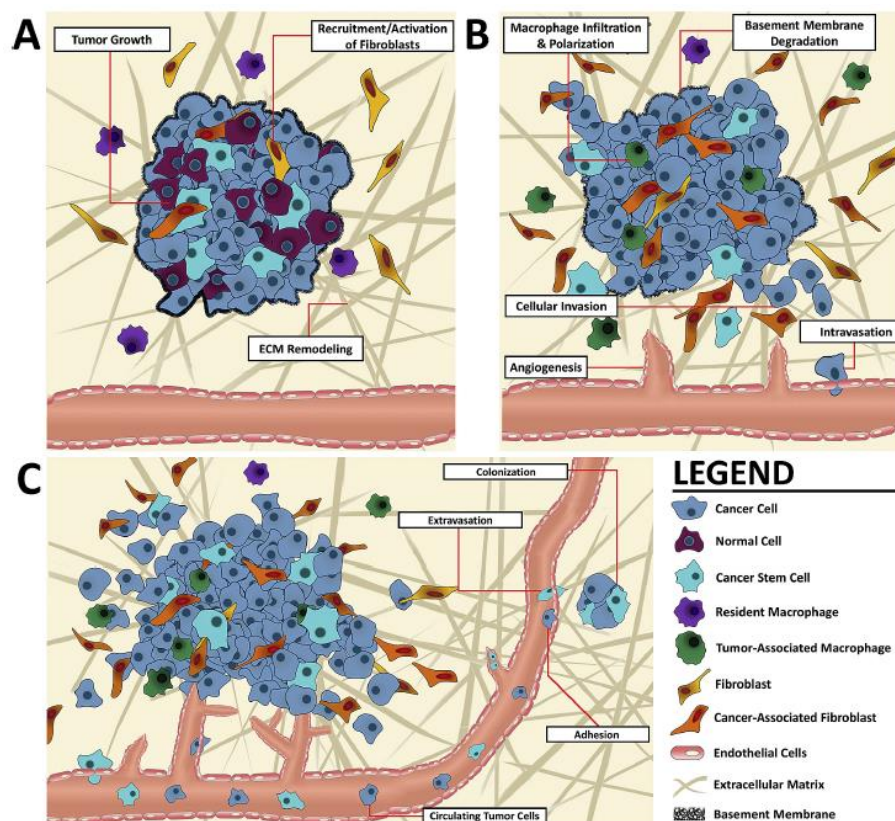 A
Tumor Growth
Recruitment/Activation
of Fibroblasts
ECM Remodeling
B
Macrophage Infiltration
& Polarization
Basement Membrane
Degradation
Cellular Invasion
Intravasation
Angiogenesis
C
Colonization
Extravasation
Adhesion
Circulating Tumor Cells
LEGEND
Cancer Cell
Normal Cell
Cancer Stem Cell
Resident Macrophage
Tumor-Associated Macrophage
Fibroblast
Cancer-Associated Fibroblast
Endothelial Cells
Extracellular Matrix
Basement Membrane